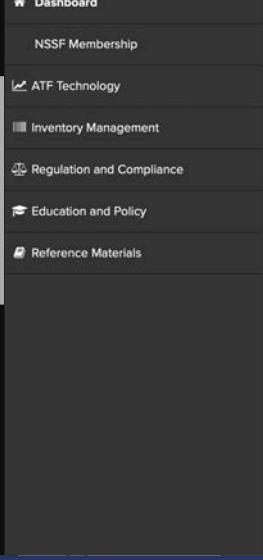 Dashboard
NSSF Membership
ATF Technology
Inventory Management
Regulation and Compliance
Education and Policy
Reference Materials